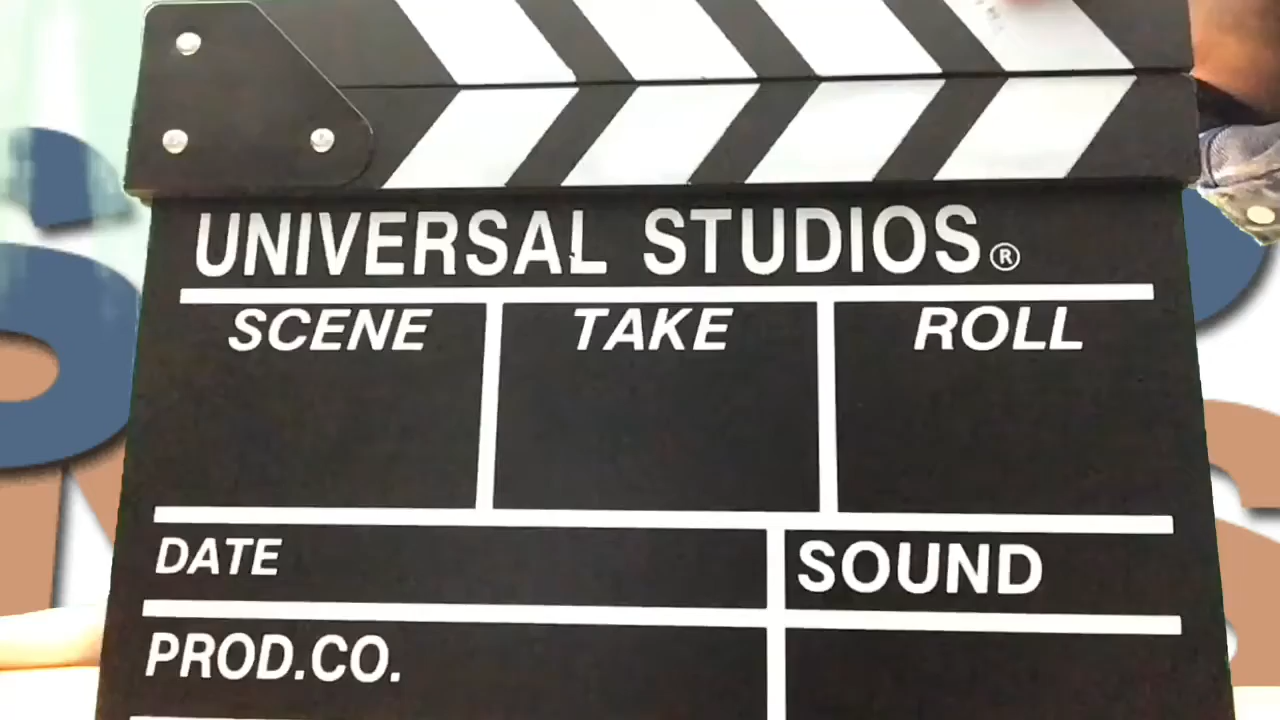 UNIVERSAL STUDIOS®
SCENE TAKE ROLL
DATE SOUND
PROD.CO.